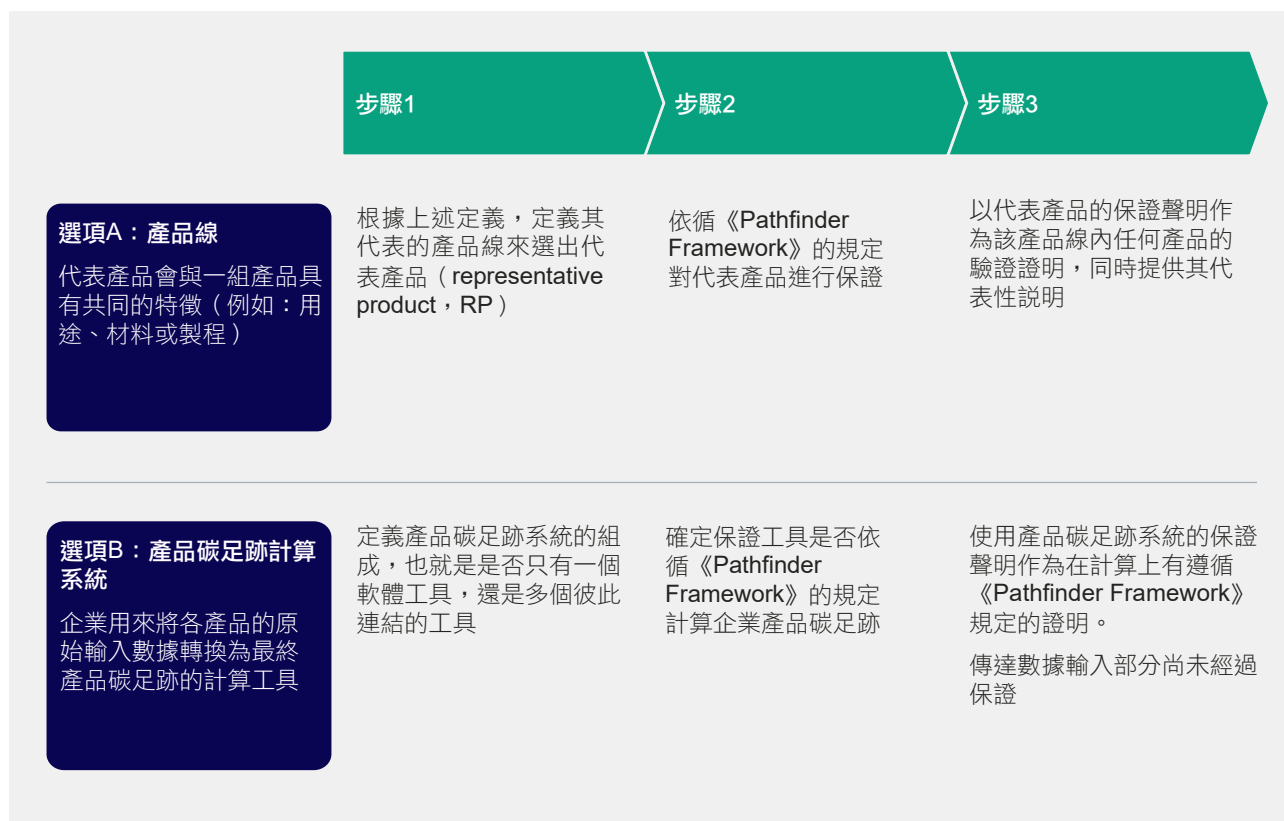 步驟1
步驟2
步驟3
選項A：產品線
代表產品會與一組產品具
有共同的特徵（例如：用
途、材料或製程）
根據上述定義，定義其
代表的產品線來選出代
表產品（representative
product，RP）
依循《Pathfinder
Framework》的規定
對代表產品進行保證
以代表產品的保證聲明作
為該產品線內任何產品的
驗證證明，同時提供其代
表性說明
選項B：產品碳足跡計算
系統
企業用來將各產品的原
始輸入數據轉換為最終
產品碳足跡的計算工具
定義產品碳足跡系統的組
成，也就是是否只有一個
軟體工具，還是多個彼此
連結的工具
確定保證工具是否依
循《Pathfinder
Framework》的規定
計算企業產品碳足跡
使用產品碳足跡系統的保證
聲明作為在計算上有遵循
《Pathfinder Framework》
規定的證明。
傳達數據輸入部分尚未經過
保證